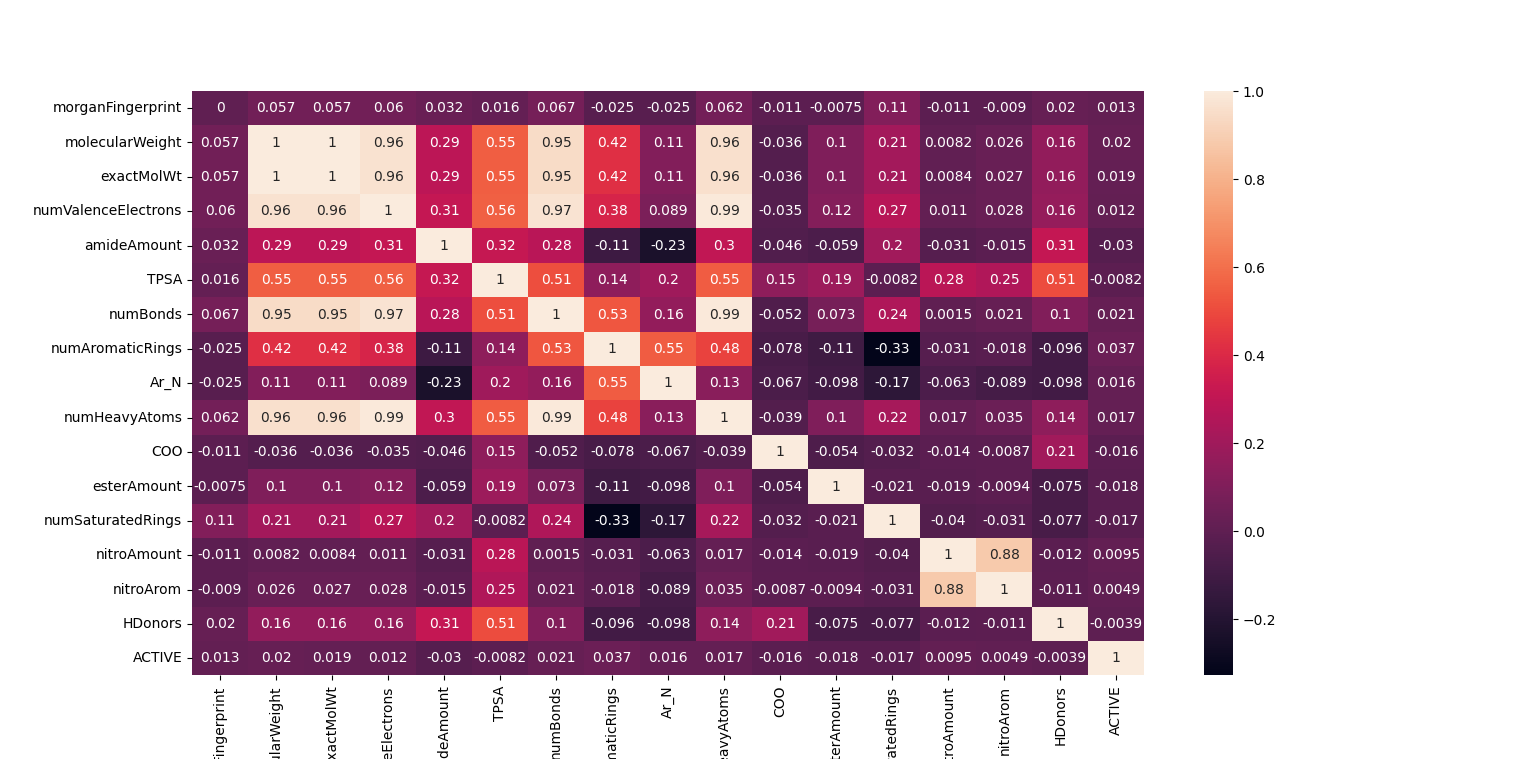 morganFingerprint 0 0.057 0.057 0.06 0.032 0.016 0.067 -0.025 -0.025 0.062 -0.011 -0.0075 0.11 -0.011 -0.009 0.02 0.013
molecularWeight 0.057 1 1 0.96 0.29 0.55 0.95 0.42 0.11 0.96 -0.036 0.1 0.21 0.0082 0.026 0.16 0.02
exactMolWt 0.057 1 1 0.96 0.29 0.55 0.95 0.42 0.11 0.96 -0.036 0.1 0.21 0.0084 0.027 0.16 0.019
numValenceElectrons 0.06 0.96 0.96 1 0.31 0.56 0.97 0.38 0.089 0.99 -0.035 0.12 0.27 0.011 0.028 0.16 0.012
amideAmount 0.032 0.29 0.29 0.31 1 0.32 0.28 -0.11 -0.23 0.3 -0.046 -0.059 0.2 -0.031 -0.015 0.31 -0.03
TPSA 0.016 0.55 0.55 0.56 0.32 1 0.51 0.14 0.2 0.55 0.15 0.19 -0.0082 0.28 0.25 0.51 -0.0082
numBonds 0.067 0.95 0.95 0.97 0.28 0.51 1 0.53 0.16 0.99 -0.052 0.073 0.24 0.0015 0.021 0.1 0.021
numAromaticRings -0.025 0.42 0.42 0.38 -0.11 0.14 0.53 1 0.55 0.48 -0.078 -0.11 -0.33 -0.031 -0.018 -0.096 0.037
Ar_N -0.025 0.11 0.11 0.089 -0.23 0.2 0.16 0.55 1 0.13 -0.067 -0.098 -0.17 -0.063 -0.089 -0.098 0.016
numHeavyAtoms 0.062 0.96 0.96 0.99 0.3 0.55 0.99 0.48 0.13 1 -0.039 0.1 0.22 0.017 0.035 0.14 0.017
COO -0.011 -0.036 -0.036 -0.035 -0.046 0.15 -0.052 -0.078 -0.067 -0.039 1 -0.054 -0.032 -0.014 -0.0087 0.21 -0.016
esterAmount -0.0075 0.1 0.1 0.12 -0.059 0.19 0.073 -0.11 -0.098 0.1 -0.054 1 -0.021 -0.019 -0.0094 -0.075 -0.018
numSaturatedRings 0.11 0.21 0.21 0.27 0.2 -0.0082 0.24 -0.33 -0.17 0.22 -0.032 -0.021 1 -0.04 -0.031 -0.077 -0.017
nitroAmount -0.011 0.0082 0.0084 0.011 -0.031 0.28 0.0015 -0.031 -0.063 0.017 -0.014 -0.019 -0.04 1 0.88 -0.012 0.0095
nitroArom -0.009 0.026 0.027 0.028 -0.015 0.25 0.021 -0.018 -0.089 0.035 -0.0087 -0.0094 -0.031 0.88 1 -0.011 0.0049
HDonors 0.02 0.16 0.16 0.16 0.31 0.51 0.1 -0.096 -0.098 0.14 0.21 -0.075 -0.077 -0.012 -0.011 1 -0.0039
ACTIVE 0.013 0.02 0.019 0.012 -0.03 -0.0082 0.021 0.037 0.016 0.017 -0.016 -0.018 -0.017 0.0095 0.0049 -0.0039 1
Fingerprint
ularWeight
xactMolWt
eElectrons
deAmount
TPSA
numBonds
maticRings
Ar_N
eavyAtoms
COO
terAmount
ratedRings
troAmount
nitroArom
HDonors
ACTIVE
1.0
0.8
0.6
0.4
0.2
0.0
−0.2